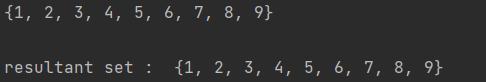 {1, 2, 3, 4, 5, 6, 7, 8, 9}
resultant set :  {1, 2, 3, 4, 5, 6, 7, 8, 9}